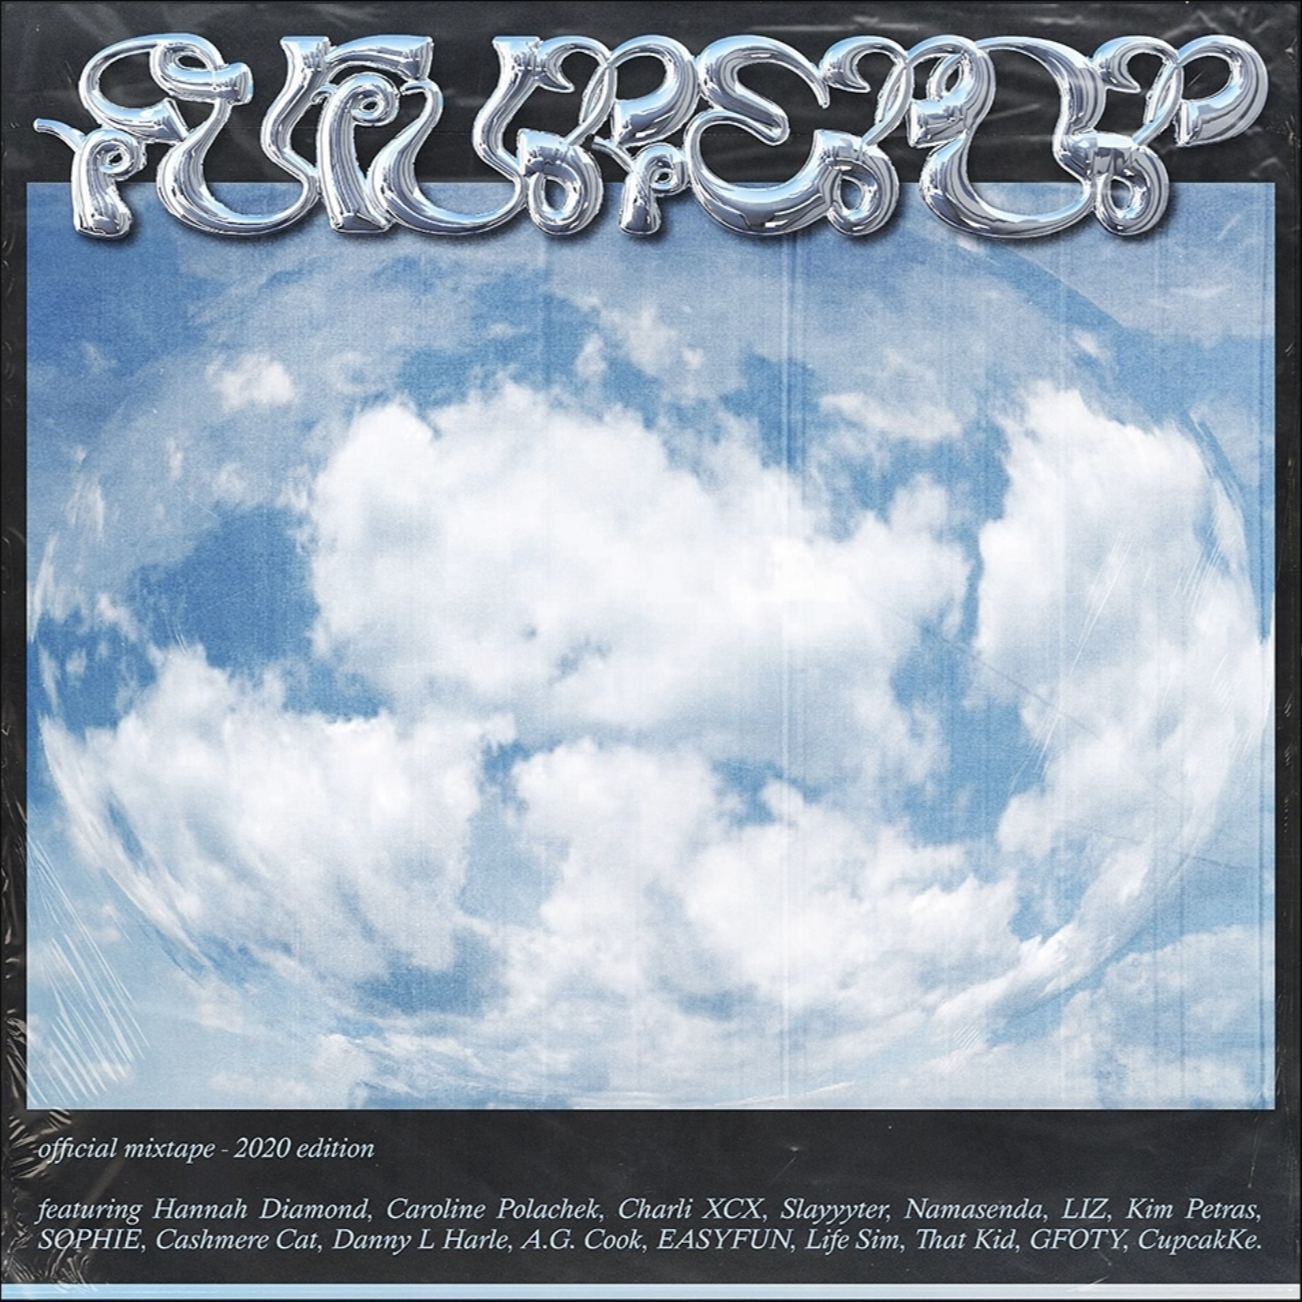 official mixtape - 2020 edition
featuring Hannah Diamond, Caroline Polachek, Charli XCX, Slayyyter, Namasenda, LIZ, Kim Petras,
SOPHIE, Cashmere Cat, Danny L Harle, A.G. Cook, EASYFUN, Life Sim, That Kid, GFOTY, CupcakKe.